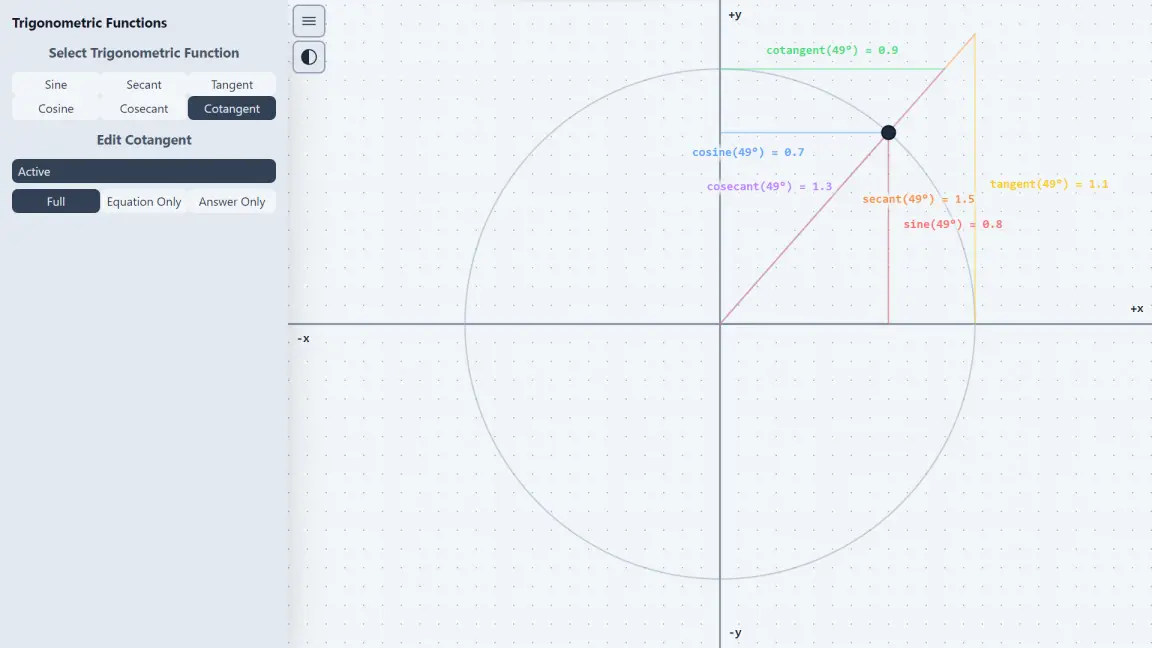 Trigonometric Functions
Select Trigonometric Function
Sine Secant Tangent
Cosine Cosecant Cotangent
Edit Cotangent
Active
Full Equation Only Answer Only
+y
cotangent(49°) = 0.9
cosine(49°) = 0.7
cosecant(49°) = 1.3
tangent(49°) = 1.1
secant(49°) = 1.5
sine(49°) = 0.8
+x
-x
-y